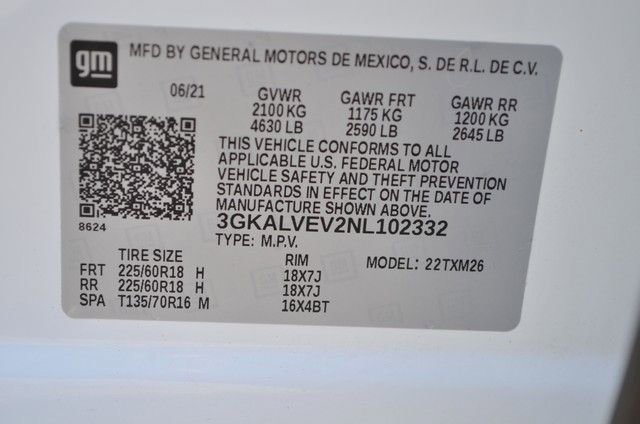 gm
MFD BY GENERAL MOTORS DE MEXICO, S. DE R.L. DE C.V.
06/21 GVWR GAWR FRT GAWR RR
2100 KG 1175 KG 1200 KG
4630 LB 2590 LB 2645 LB
THIS VEHICLE CONFORMS TO ALL
APPLICABLE U.S. FEDERAL MOTOR
VEHICLE SAFETY AND THEFT PREVENTION
STANDARDS IN EFFECT ON THE DATE OF
MANUFACTURE SHOWN ABOVE.
8624 3GKALVEV2NL102332
TYPE: M.P.V.
TIRE SIZE RIM MODEL: 22TXM26
FRT 225/60R18 H 18X7J
RR 225/60R18 H 18X7J
SPA T135/70R16 M 16X4BT